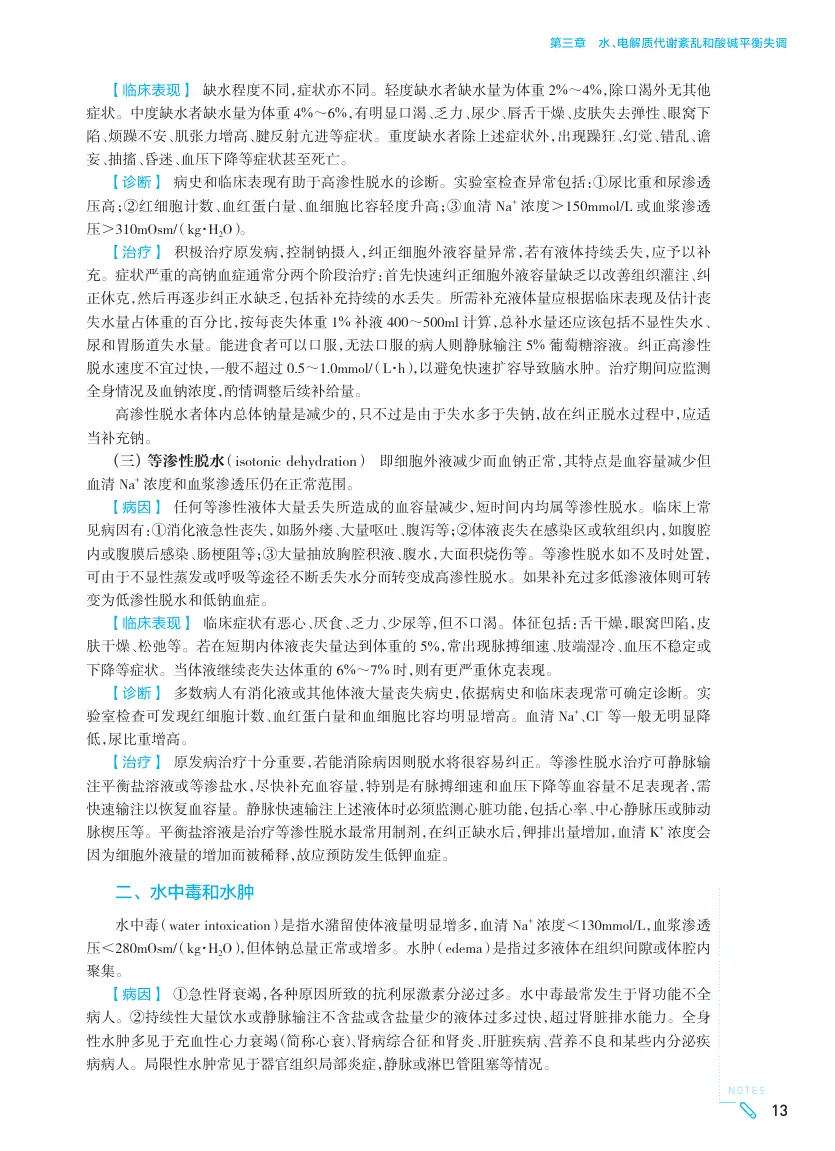 第三章 水、电解质代谢紊乱和酸碱平衡失调
【临床表现】 缺水程度不同,症状亦不同。轻度缺水者缺水量为体重 2%～4%,除口渴外无其他
症状。中度缺水者缺水量为体重 4%～6%,有明显口渴、乏力、尿少、唇舌干燥、皮肤失去弹性、眼窝下
陷、烦躁不安、肌张力增高、腱反射亢进等症状。重度缺水者除上述症状外,出现躁狂、幻觉、错乱、谵
妄、抽搐、昏迷、血压下降等症状甚至死亡。
【诊断】 病史和临床表现有助于高渗性脱水的诊断。实验室检查异常包括:①尿比重和尿渗透
压高;②红细胞计数、血红蛋白量、血细胞比容轻度升高;③血清 Na⁺ 浓度＞150mmol/L 或血浆渗透
压＞310mOsm/(kg·H₂O)。
【治疗】 积极治疗原发病,控制钠摄入,纠正细胞外液容量异常,若有液体持续丢失,应予以补
充。症状严重的高钠血症通常分两个阶段治疗:首先快速纠正细胞外液容量缺乏以改善组织灌注、纠
正休克,然后再逐步纠正水缺乏,包括补充持续的水丢失。所需补充液体量应根据临床表现及估计丧
失水量占体重的百分比,按每丧失体重 1% 补液 400～500ml 计算,总补水量还应该包括不显性失水、
尿和胃肠道失水量。能进食者可以口服,无法口服的病人则静脉输注 5% 葡萄糖溶液。纠正高渗性
脱水速度不宜过快,一般不超过 0.5～1.0mmol/(L·h),以避免快速扩容导致脑水肿。治疗期间应监测
全身情况及血钠浓度,酌情调整后续补给量。
高渗性脱水者体内总体钠量是减少的,只不过是由于失水多于失钠,故在纠正脱水过程中,应适
当补充钠。
(三) 等渗性脱水(isotonic dehydration) 即细胞外液减少而血钠正常,其特点是血容量减少但
血清 Na⁺ 浓度和血浆渗透压仍在正常范围。
【病因】 任何等渗性液体大量丢失所造成的血容量减少,短时间内均属等渗性脱水。临床上常
见病因有:①消化液急性丧失,如肠外瘘、大量呕吐、腹泻等;②体液丧失在感染区或软组织内,如腹腔
内或腹膜后感染、肠梗阻等;③大量抽放胸腔积液、腹水,大面积烧伤等。等渗性脱水如不及时处置,
可由于不显性蒸发或呼吸等途径不断丢失水分而转变成高渗性脱水。如果补充过多低渗液体则可转
变为低渗性脱水和低钠血症。
【临床表现】 临床症状有恶心、厌食、乏力、少尿等,但不口渴。体征包括:舌干燥,眼窝凹陷,皮
肤干燥、松弛等。若在短期内体液丧失量达到体重的 5%,常出现脉搏细速、肢端湿冷、血压不稳定或
下降等症状。当体液继续丧失达体重的 6%～7% 时,则有更严重休克表现。
【诊断】 多数病人有消化液或其他体液大量丧失病史,依据病史和临床表现常可确定诊断。实
验室检查可发现红细胞计数、血红蛋白量和血细胞比容均明显增高。血清 Na⁺、Cl⁻ 等一般无明显降
低,尿比重增高。
【治疗】 原发病治疗十分重要,若能消除病因则脱水将很容易纠正。等渗性脱水治疗可静脉输
注平衡盐溶液或等渗盐水,尽快补充血容量,特别是有脉搏细速和血压下降等血容量不足表现者,需
快速输注以恢复血容量。静脉快速输注上述液体时必须监测心脏功能,包括心率、中心静脉压或肺动
脉楔压等。平衡盐溶液是治疗等渗性脱水最常用制剂,在纠正缺水后,钾排出量增加,血清 K⁺ 浓度会
因为细胞外液量的增加而被稀释,故应预防发生低钾血症。
二、水中毒和水肿
水中毒(water intoxication)是指水潴留使体液量明显增多,血清 Na⁺ 浓度＜130mmol/L,血浆渗透
压＜280mOsm/(kg·H₂O),但体钠总量正常或增多。水肿(edema)是指过多液体在组织间隙或体腔内
聚集。
【病因】 ①急性肾衰竭,各种原因所致的抗利尿激素分泌过多。水中毒最常发生于肾功能不全
病人。②持续性大量饮水或静脉输注不含盐或含盐量少的液体过多过快,超过肾脏排水能力。全身
性水肿多见于充血性心力衰竭(简称心衰)、肾病综合征和肾炎、肝脏疾病、营养不良和某些内分泌疾
病病人。局限性水肿常见于器官组织局部炎症,静脉或淋巴管阻塞等情况。
NOTES
13